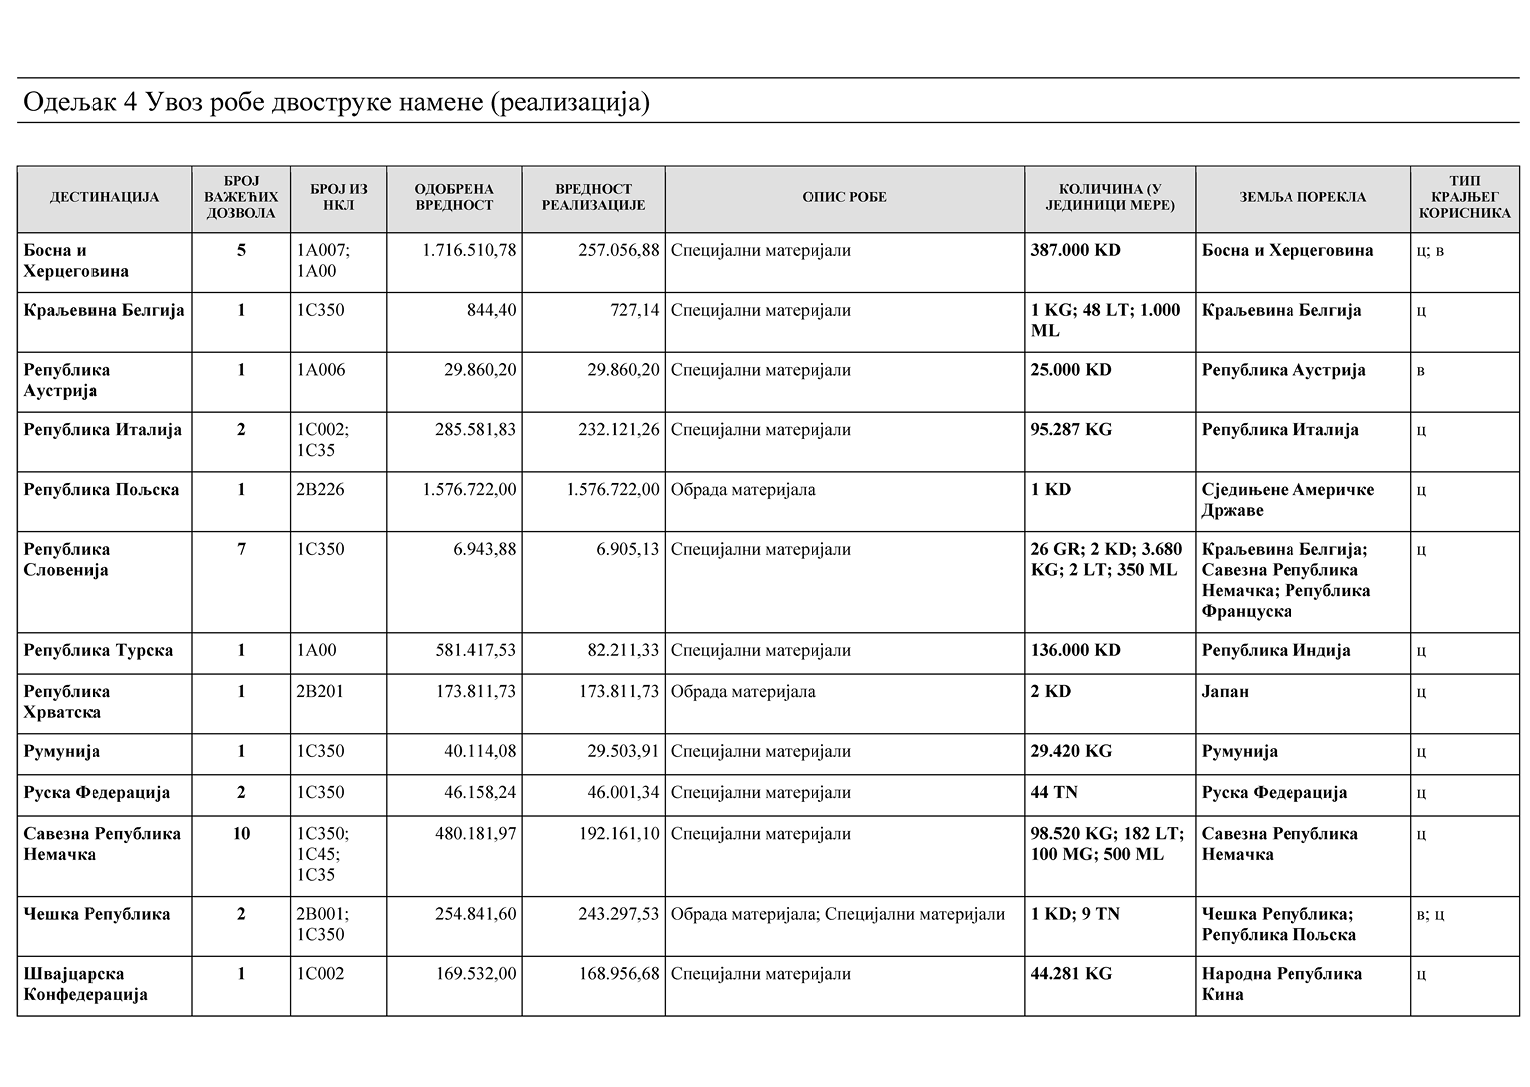 Одељак 4 Увоз робе двоструке намене (реализација)
ДЕСТИНАЦИЈА
БРОЈ
ВАЖЕЋИХ
ДОЗВОЛА
БРОЈ ИЗ
НКЛ
ОДОБРЕНА
ВРЕДНОСТ
ВРЕДНОСТ
РЕАЛИЗАЦИЈЕ
ОПИС РОБЕ
КОЛИЧИНА (У
ЈЕДИНИЦИ МЕРЕ)
ЗЕМЉА ПОРЕКЛА
ТИП
КРАЈЊЕГ
КОРИСНИКА
Босна и
Херцеговина
5
1A007;
1A00
1.716.510,78
257.056,88
Специјални материјали
387.000 KD
Босна и Херцеговина
ц; в
Краљевина Белгија
1
1C350
844,40
727,14
Специјални материјали
1 KG; 48 LT; 1.000
ML
Краљевина Белгија
ц
Република
Аустрија
1
1A006
29.860,20
29.860,20
Специјални материјали
25.000 KD
Република Аустрија
в
Република Италија
2
1C002;
1C35
285.581,83
232.121,26
Специјални материјали
95.287 KG
Република Италија
ц
Република Пољска
1
2B226
1.576.722,00
1.576.722,00
Обрада материјала
1 KD
Сједињене Америчке
Државе
ц
Република
Словенија
7
1C350
6.943,88
6.905,13
Специјални материјали
26 GR; 2 KD; 3.680
KG; 2 LT; 350 ML
Краљевина Белгија;
Савезна Република
Немачка; Република
Француска
ц
Република Турска
1
1A00
581.417,53
82.211,33
Специјални материјали
136.000 KD
Република Индија
ц
Република
Хрватска
1
2B201
173.811,73
173.811,73
Обрада материјала
2 KD
Јапан
ц
Румунија
1
1C350
40.114,08
29.503,91
Специјални материјали
29.420 KG
Румунија
ц
Руска Федерација
2
1C350
46.158,24
46.001,34
Специјални материјали
44 TN
Руска Федерација
ц
Савезна Република
Немачка
10
1C350;
1C45;
1C35
480.181,97
192.161,10
Специјални материјали
98.520 KG; 182 LT;
100 MG; 500 ML
Савезна Република
Немачка
ц
Чешка Република
2
2B001;
1C350
254.841,60
243.297,53
Обрада материјала; Специјални материјали
1 KD; 9 TN
Чешка Република;
Република Пољска
в; ц
Швајцарска
Конфедерација
1
1C002
169.532,00
168.956,68
Специјални материјали
44.281 KG
Народна Република
Кина
ц